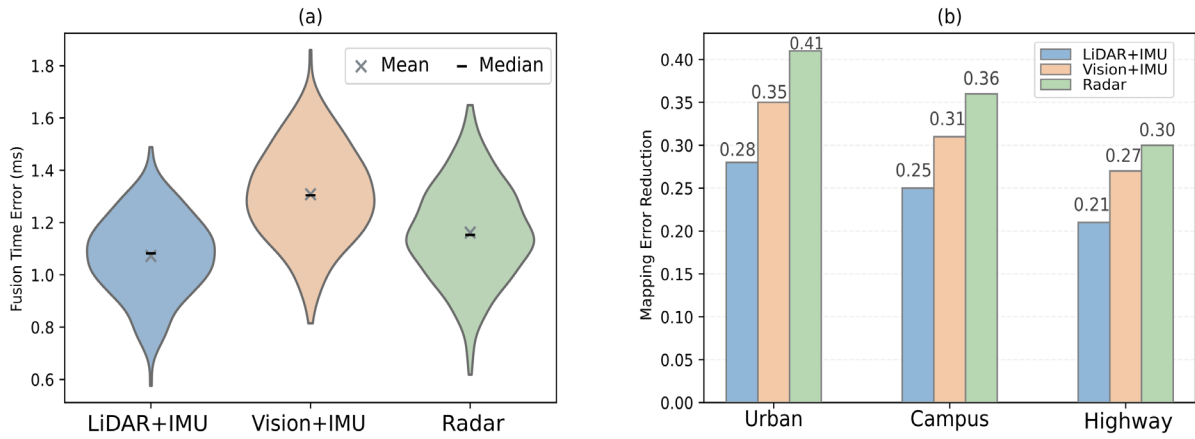 (a)
Fusion Time Error (ms)
1.8
1.6
1.4
1.2
1.0
0.8
0.6
Mean
Median
LiDAR+IMU
Vision+IMU
Radar
(b)
Mapping Error Reduction
0.40
0.35
0.30
0.25
0.20
0.15
0.10
0.05
0.00
LiDAR+IMU
Vision+IMU
Radar
0.28
0.35
0.41
0.25
0.31
0.36
0.21
0.27
0.30
Urban
Campus
Highway